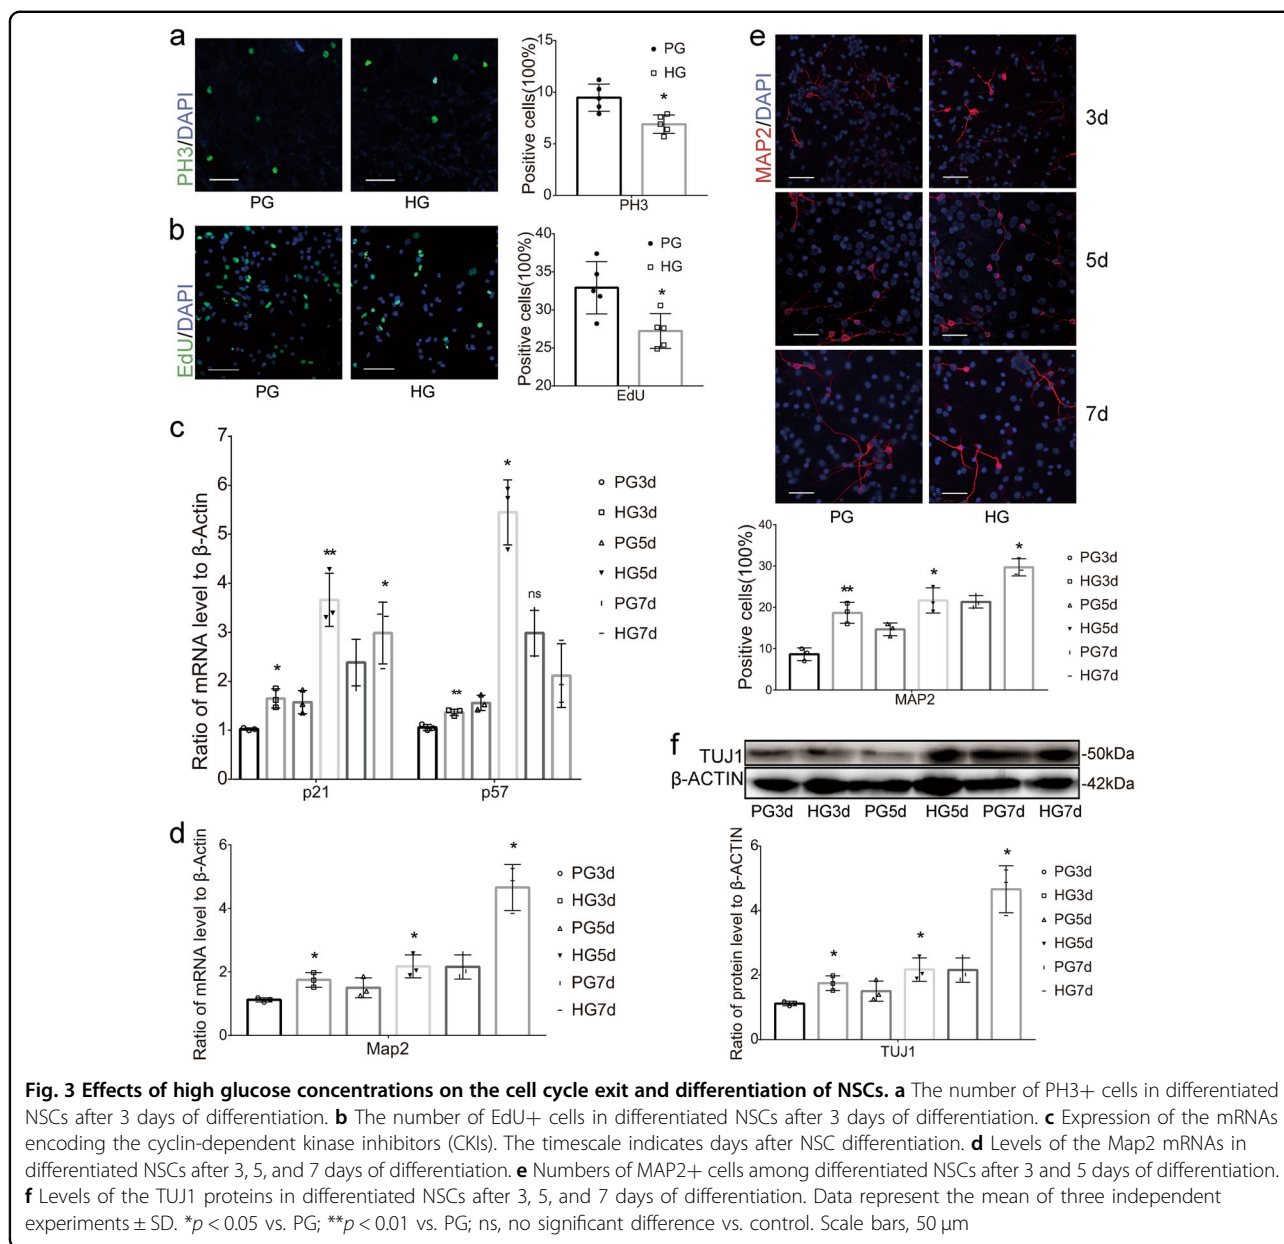 a
PH3/DAPI
PG
HG
Positive cells(100%)
15
10
5
0
PG
HG
*
PH3
b
EdU/DAPI
PG
HG
Positive cells(100%)
40
35
30
25
20
PG
HG
*
EdU
c
Ratio of mRNA level to β-Actin
7
6
5
4
3
2
1
0
*
**
*
**
*
ns
p21
p57
PG3d
HG3d
PG5d
HG5d
PG7d
HG7d
d
Ratio of mRNA level to β-Actin
6
4
2
0
*
*
*
Map2
PG3d
HG3d
PG5d
HG5d
PG7d
HG7d
e
MAP2/DAPI
3d
5d
7d
PG
HG
Positive cells(100%)
40
30
20
10
0
**
*
*
MAP2
PG3d
HG3d
PG5d
HG5d
PG7d
HG7d
f
TUJ1
-50kDa
β-ACTIN
-42kDa
PG3d HG3d PG5d HG5d PG7d HG7d
Ratio of protein level to β-ACTIN
6
4
2
0
*
*
*
TUJ1
PG3d
HG3d
PG5d
HG5d
PG7d
HG7d
Fig. 3 Effects of high glucose concentrations on the cell cycle exit and differentiation of NSCs. a The number of PH3+ cells in differentiated
NSCs after 3 days of differentiation. b The number of EdU+ cells in differentiated NSCs after 3 days of differentiation. c Expression of the mRNAs
encoding the cyclin-dependent kinase inhibitors (CKIs). The timescale indicates days after NSC differentiation. d Levels of the Map2 mRNAs in
differentiated NSCs after 3, 5, and 7 days of differentiation. e Numbers of MAP2+ cells among differentiated NSCs after 3 and 5 days of differentiation.
f Levels of the TUJ1 proteins in differentiated NSCs after 3, 5, and 7 days of differentiation. Data represent the mean of three independent
experiments ± SD. *p < 0.05 vs. PG; **p < 0.01 vs. PG; ns, no significant difference vs. control. Scale bars, 50 μm